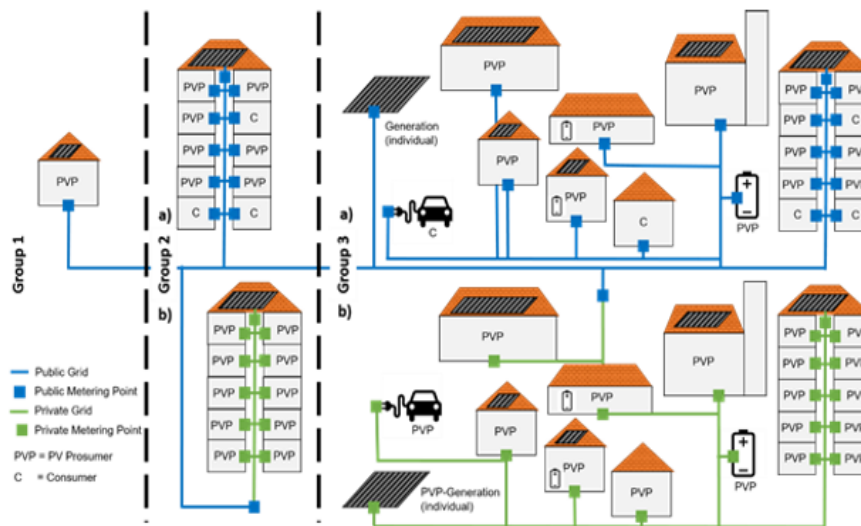 Group 1
PVP
Public Grid
Public Metering Point
Private Grid
Private Metering Point
PVP = PV Prosumer
C = Consumer
Group 2
a)
PVP PVP
PVP C
PVP PVP
PVP PVP
C C
b)
PVP PVP
PVP PVP
PVP PVP
PVP PVP
PVP PVP
Group 3
a)
PVP
Generation
(individual)
PVP
PVP
PVP
PVP
C
C
PVP
PVP PVP
PVP C
PVP PVP
PVP PVP
C C
b)
PVP
PVP
PVP
PVP
PVP
PVP
PVP
PVP
PVP-Generation
(individual)
PVP PVP
PVP PVP
PVP PVP
PVP PVP
PVP PVP